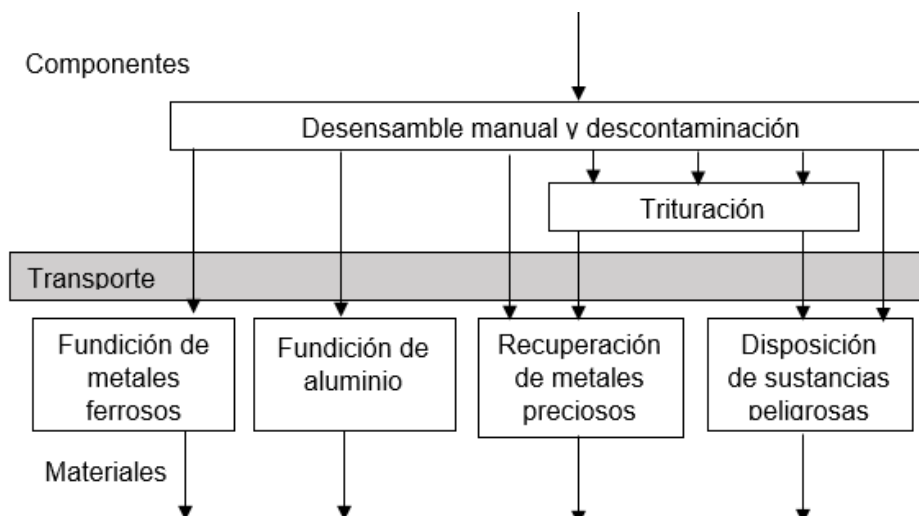 Componentes
Desensamble manual y descontaminación
Trituración
Transporte
Fundición de
metales
ferrosos
Fundición de
aluminio
Recuperación
de metales
preciosos
Disposición
de sustancias
peligrosas
Materiales